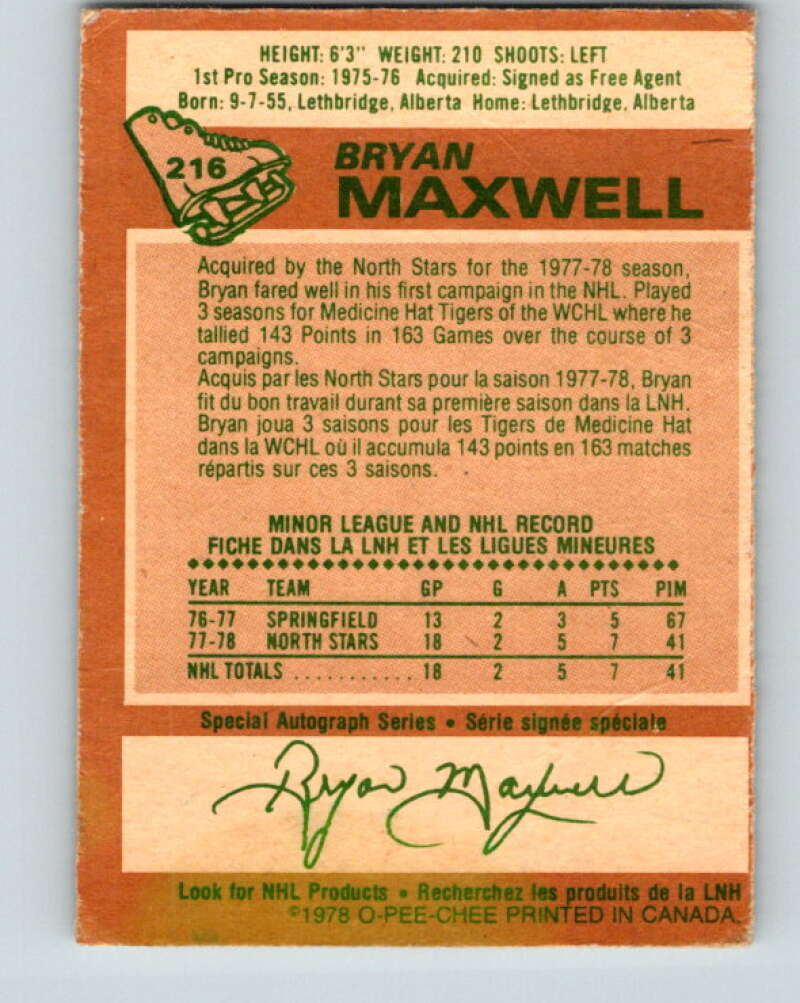 HEIGHT: 6'3" WEIGHT: 210 SHOOTS: LEFT
1st Pro Season: 1975-76 Acquired: Signed as Free Agent
Born: 9-7-55, Lethbridge, Alberta Home: Lethbridge, Alberta
216
BRYAN
MAXWELL
Acquired by the North Stars for the 1977-78 season,
Bryan fared well in his first campaign in the NHL. Played
3 seasons for Medicine Hat Tigers of the WCHL where he
tallied 143 Points in 163 Games over the course of 3
campaigns.
Acquis par les North Stars pour la saison 1977-78, Bryan
fit du bon travail durant sa première saison dans la LNH.
Bryan joua 3 saisons pour les Tigers de Medicine Hat
dans la WCHL où il accumula 143 points en 163 matches
répartis sur ces 3 saisons.
MINOR LEAGUE AND NHL RECORD
FICHE DANS LA LNH ET LES LIGUES MINEURES
YEAR TEAM GP G A PTS PIM
76-77 SPRINGFIELD 13 2 3 5 67
77-78 NORTH STARS 18 2 5 7 41
NHL TOTALS ........... 18 2 5 7 41
Special Autograph Series • Série signée spéciale
Bryan Maxwell
Look for NHL Products • Recherchez les produits de la LNH
©1978 O-PEE-CHEE PRINTED IN CANADA.